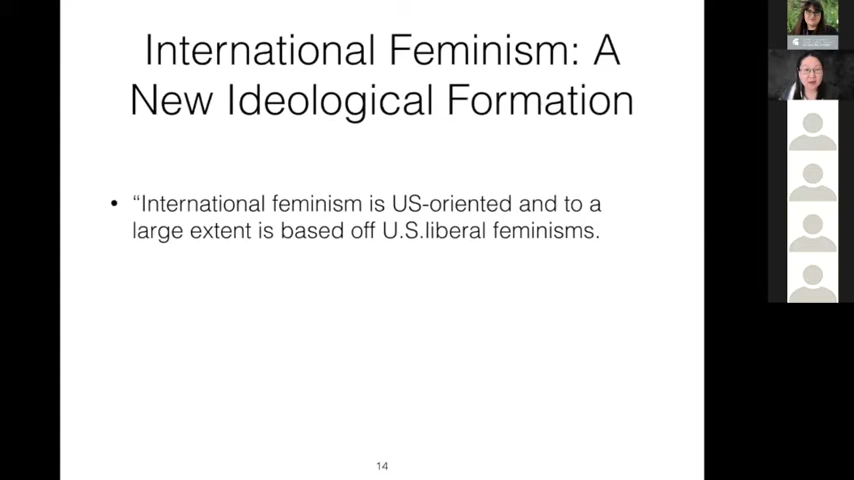 International Feminism: A
New Ideological Formation
• “International feminism is US-oriented and to a
large extent is based off U.S.liberal feminisms.
14